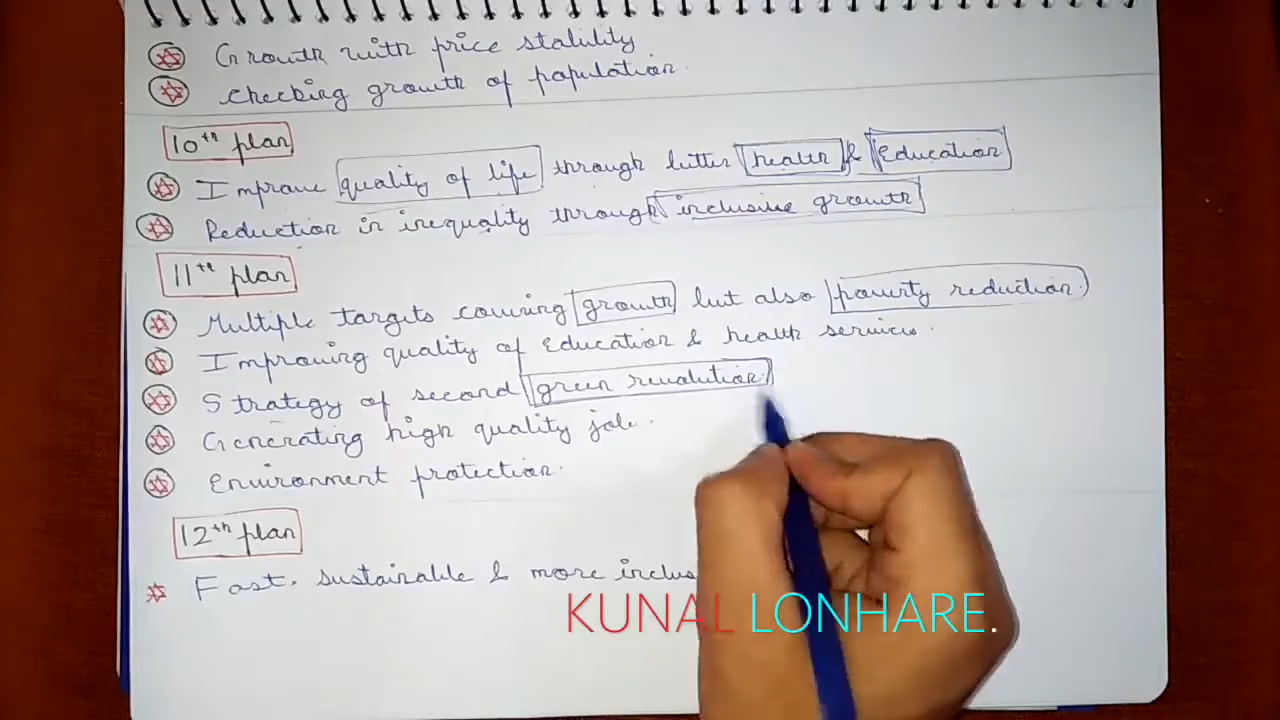 Growth with price stability.
Checking growth of population.
10th plan
Improve quality of life through better health & Education
Reduction in inequality through inclusive growth
11th plan
Multiple targets covering growth but also poverty reduction.
Improving quality of Education & health services.
Strategy of second green revolution.
Generating high quality job.
Environment protection.
12th plan
Fast, sustainable & more
KUNAL LONHARE.